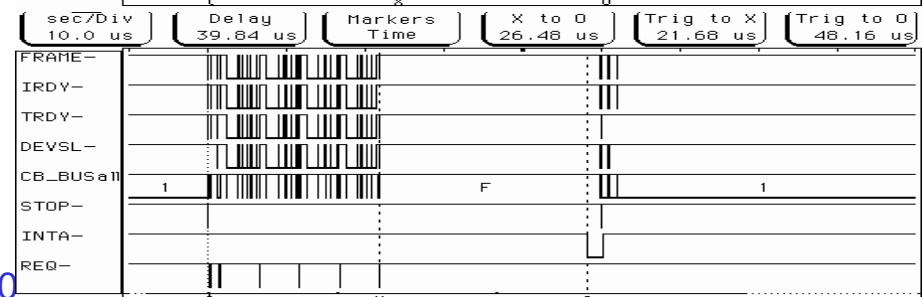 sec/Div Delay Markers X to O Trig to X Trig to O
10.0 us 39.84 us Time 26.48 us 21.68 us 48.16 us
FRAME-
IRDY-
TRDY-
DEVSL-
CB_BUSall 1 F 1
STOP-
INTA-
REQ-
0